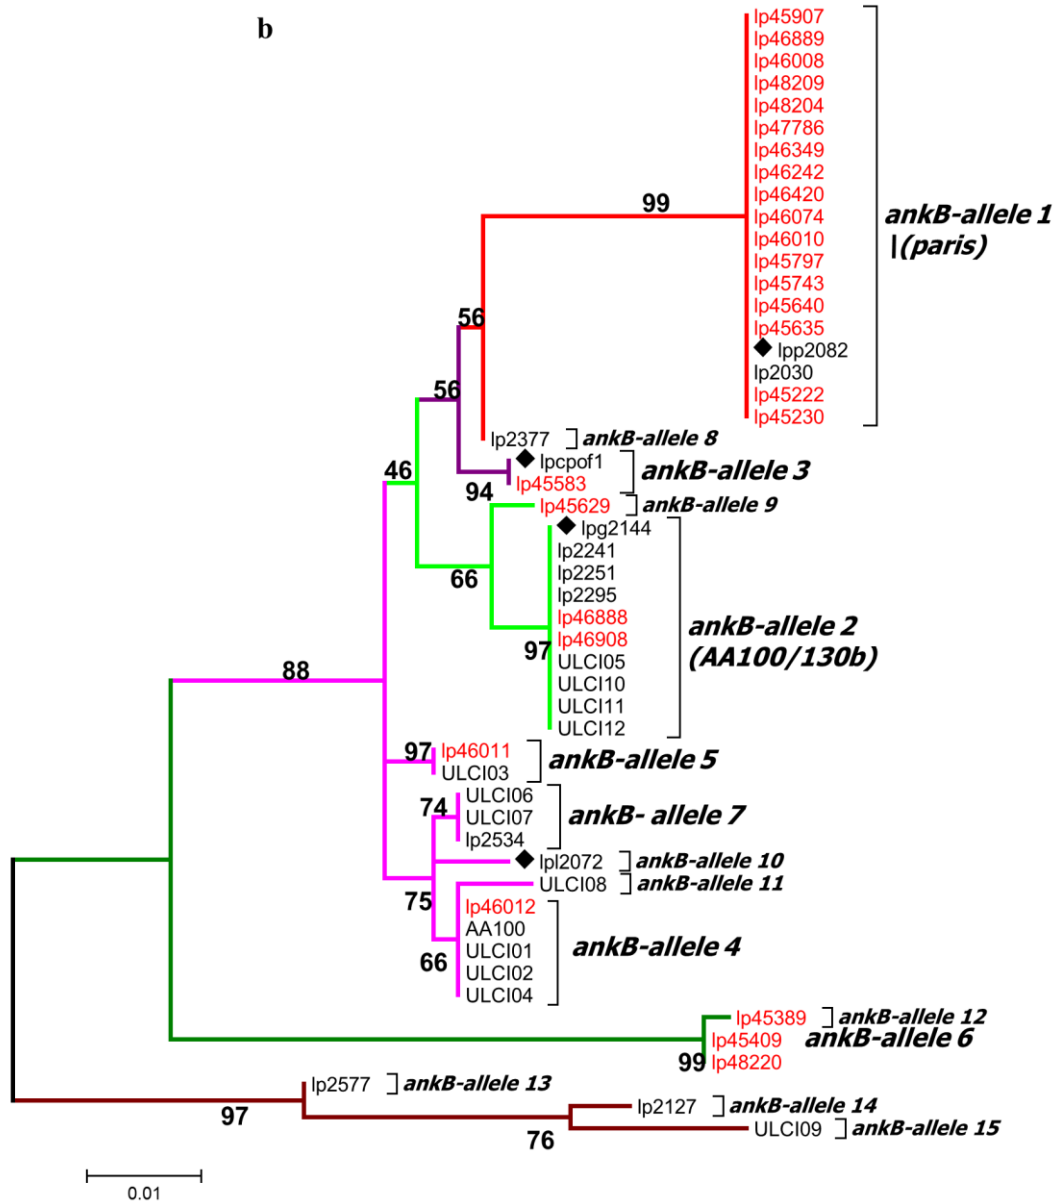 b
lp45907
lp46889
lp46008
lp48209
lp48204
lp47786
lp46349
lp46242
lp46420
99
lp46074
ankB-allele 1
lp46010
|(paris)
lp45797
lp45743
lp45640
56
lp45635
lpp2082
lp2030
56
lp45222
lp45230
lp2377
ankB-allele 8
lpcpof1
ankB-allele 3
46
lp45583
94
lp45629
ankB-allele 9
lpg2144
lp2241
lp2251
66
lp2295
lp46888
ankB-allele 2
lp46908
97
(AA100/130b)
ULCI05
88
ULCI10
ULCI11
ULCI12
97
lp46011
ankB-allele 5
ULCI03
ULCI06
74
ULCI07
ankB- allele 7
lp2534
lpl2072
ankB-allele 10
ULCI08
ankB-allele 11
75
lp46012
AA100
ULCI01
ankB-allele 4
66
ULCI02
ULCI04
lp45389
ankB-allele 12
lp45409
ankB-allele 6
99
lp48220
lp2577
ankB-allele 13
97
lp2127
ankB-allele 14
76
ULCI09
ankB-allele 15
0.01